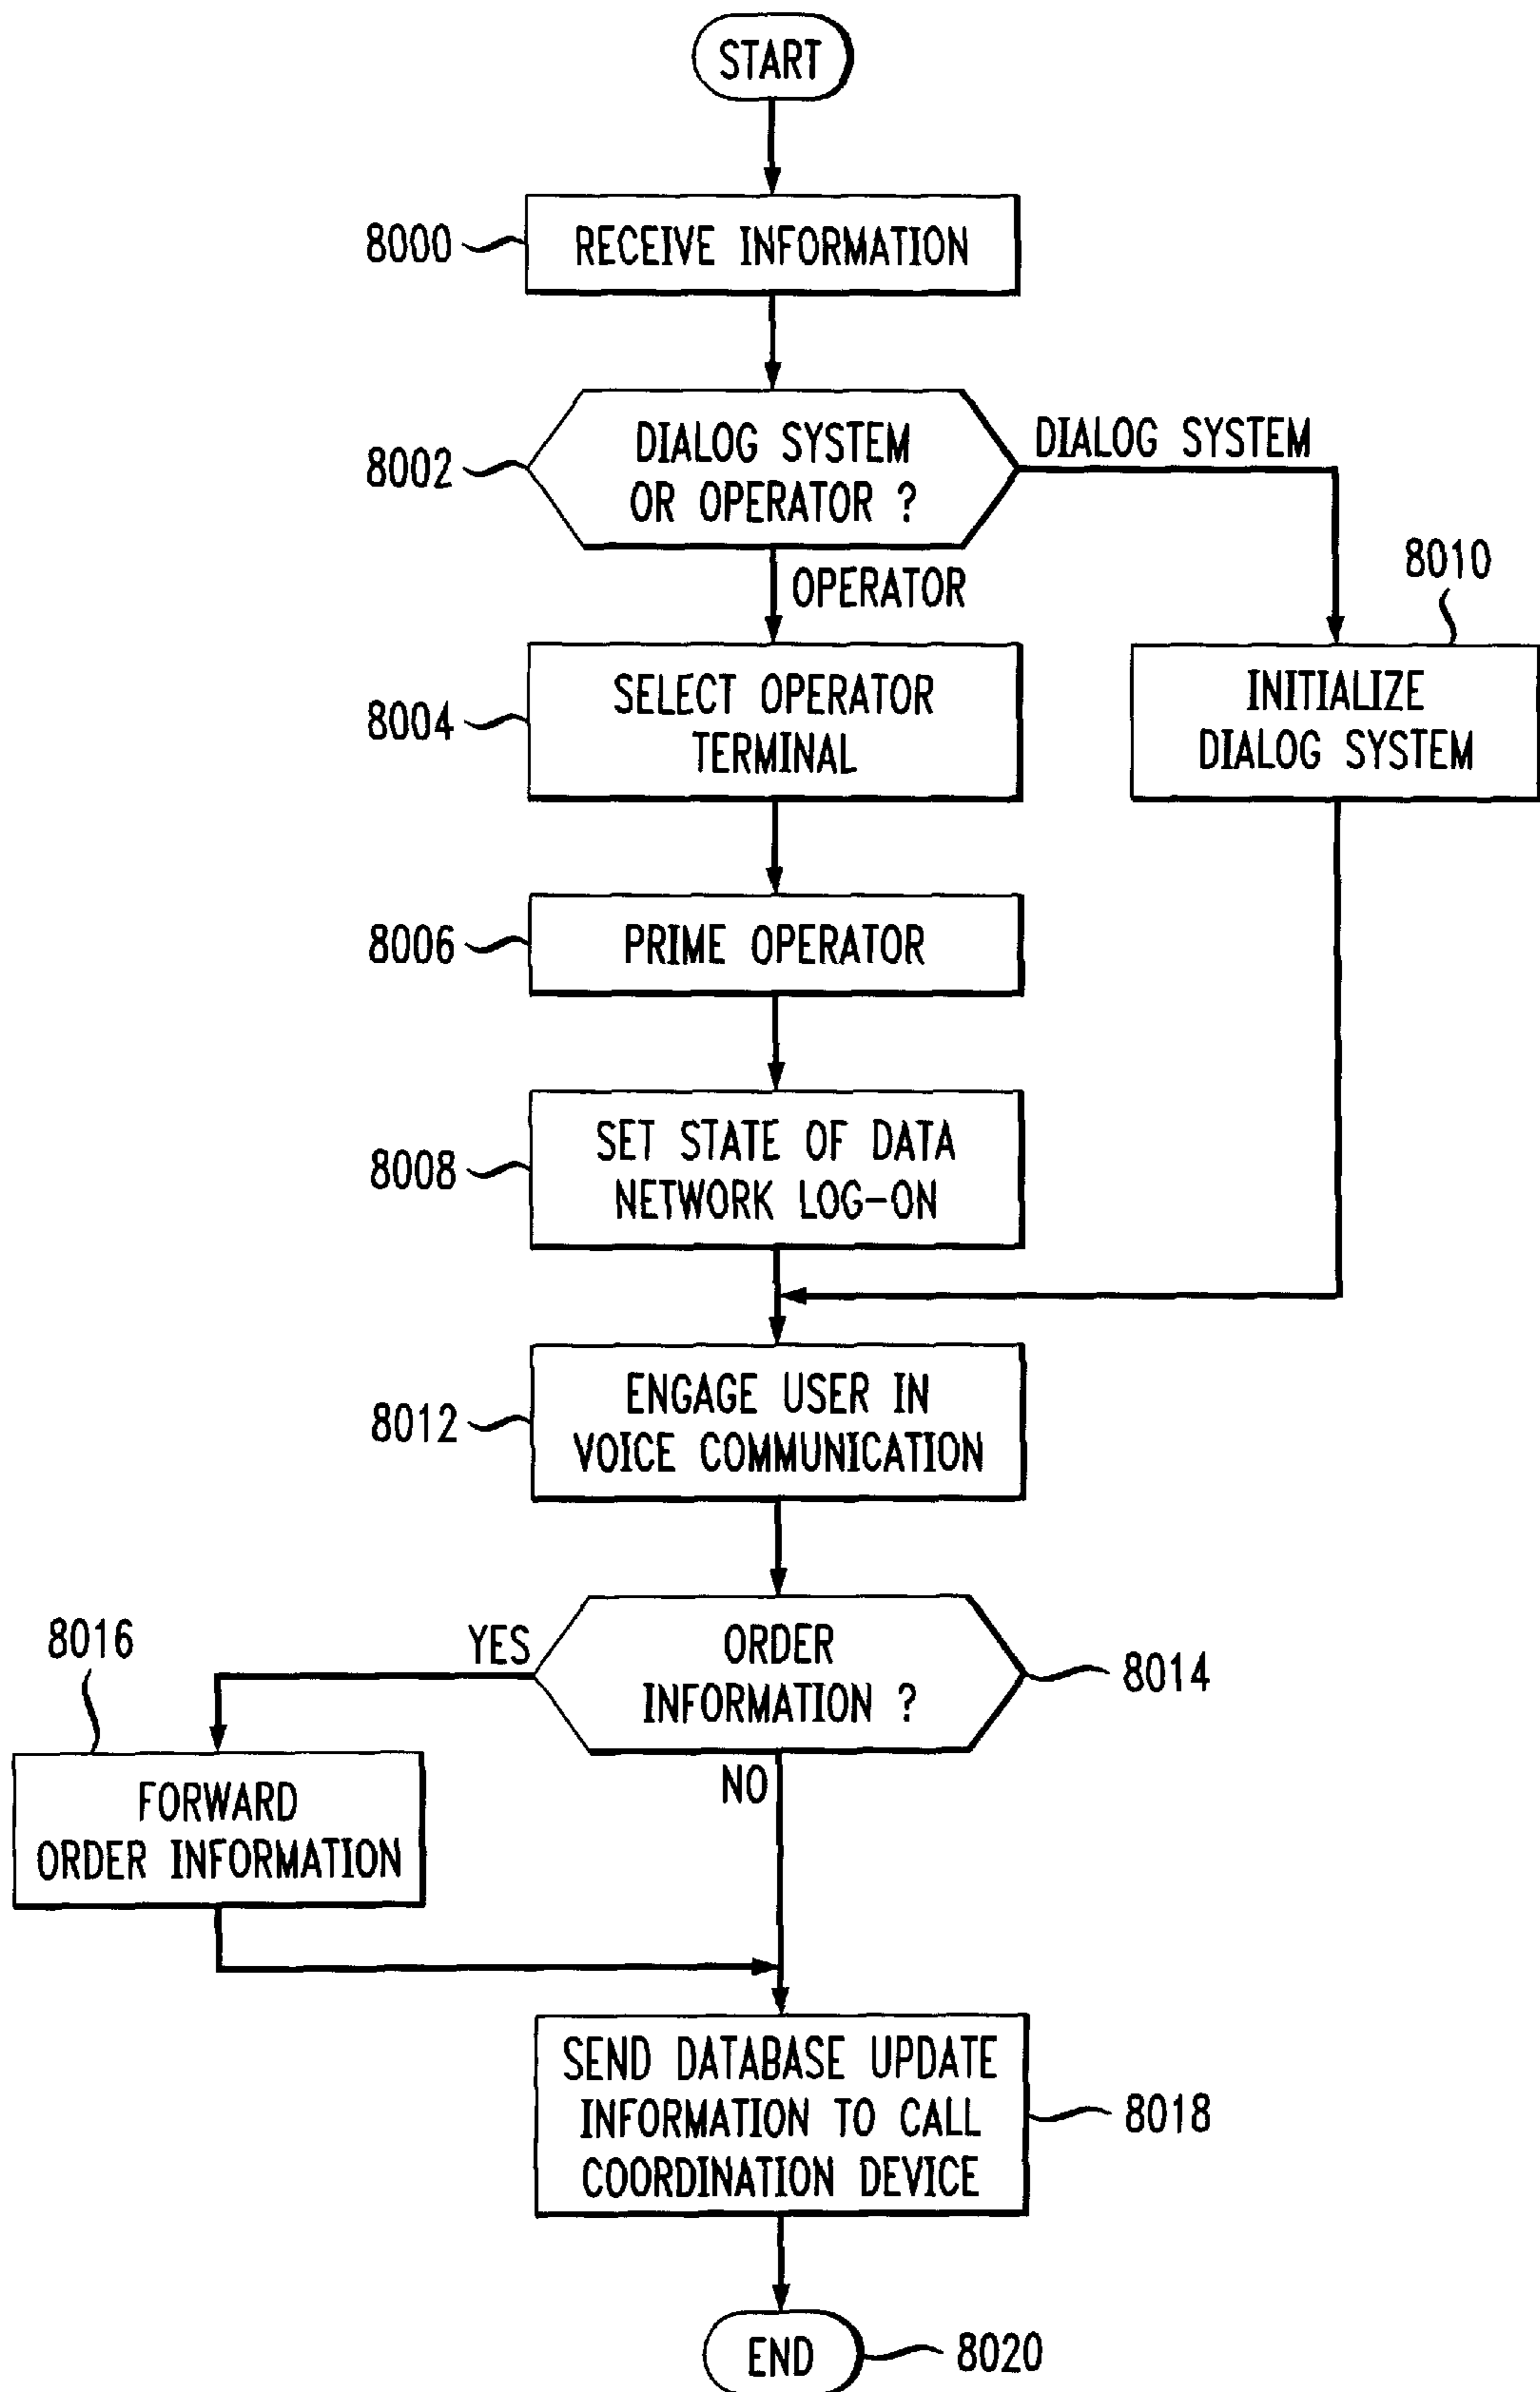 START
8000
RECEIVE INFORMATION
8002
DIALOG SYSTEM
OR OPERATOR ?
DIALOG SYSTEM
OPERATOR
8010
8004
SELECT OPERATOR
TERMINAL
INITIALIZE
DIALOG SYSTEM
8006
PRIME OPERATOR
8008
SET STATE OF DATA
NETWORK LOG-ON
8012
ENGAGE USER IN
VOICE COMMUNICATION
8016
YES
ORDER
INFORMATION ?
8014
NO
FORWARD
ORDER INFORMATION
SEND DATABASE UPDATE
INFORMATION TO CALL
COORDINATION DEVICE
8018
END
8020